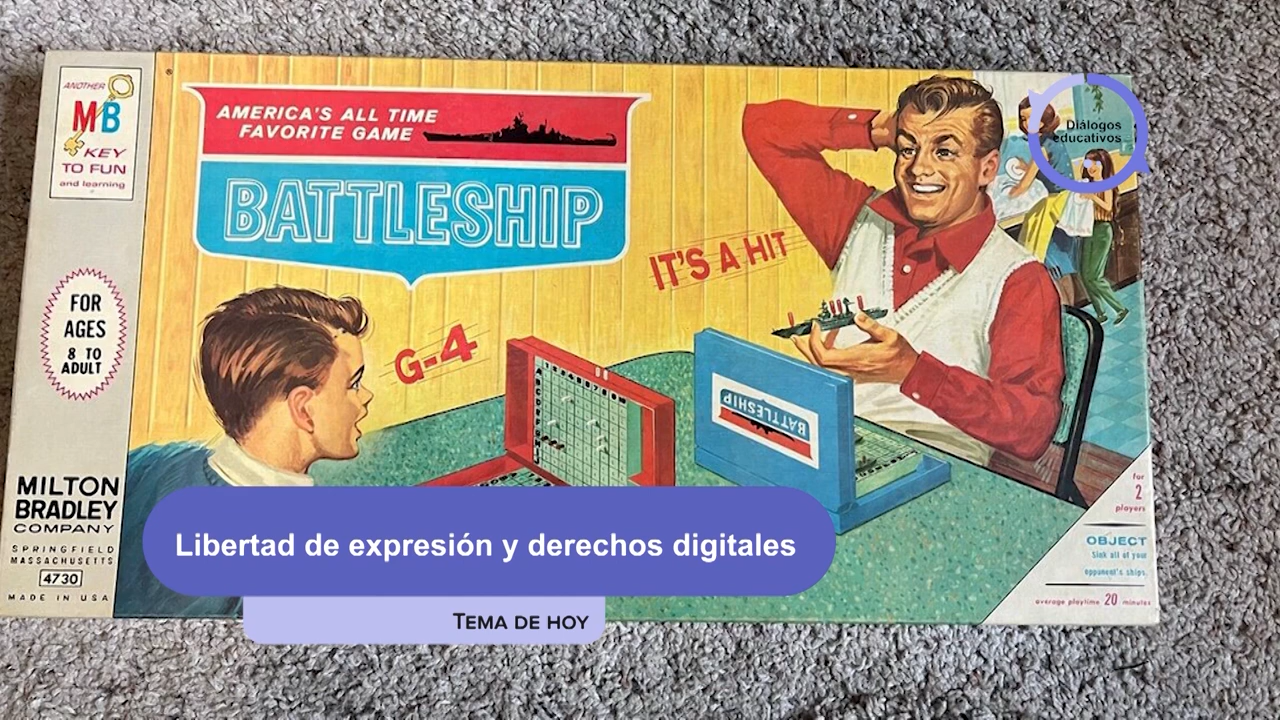 ANOTHER
MB
KEY
TO FUN
and learning
FOR
AGES
8 TO
ADULT
MILTON
BRADLEY
COMPANY
SPRINGFIELD
MASSACHUSETTS
4730
MADE IN USA
®
AMERICA'S ALL TIME
FAVORITE GAME
BATTLESHIP
G-4
IT'S A HIT
BATTLESHIP
Diálogos
educativos
for
2
players
OBJECT
Sink all of your
opponent's ships.
average playtime 20 minutes
Libertad de expresión y derechos digitales
TEMA DE HOY